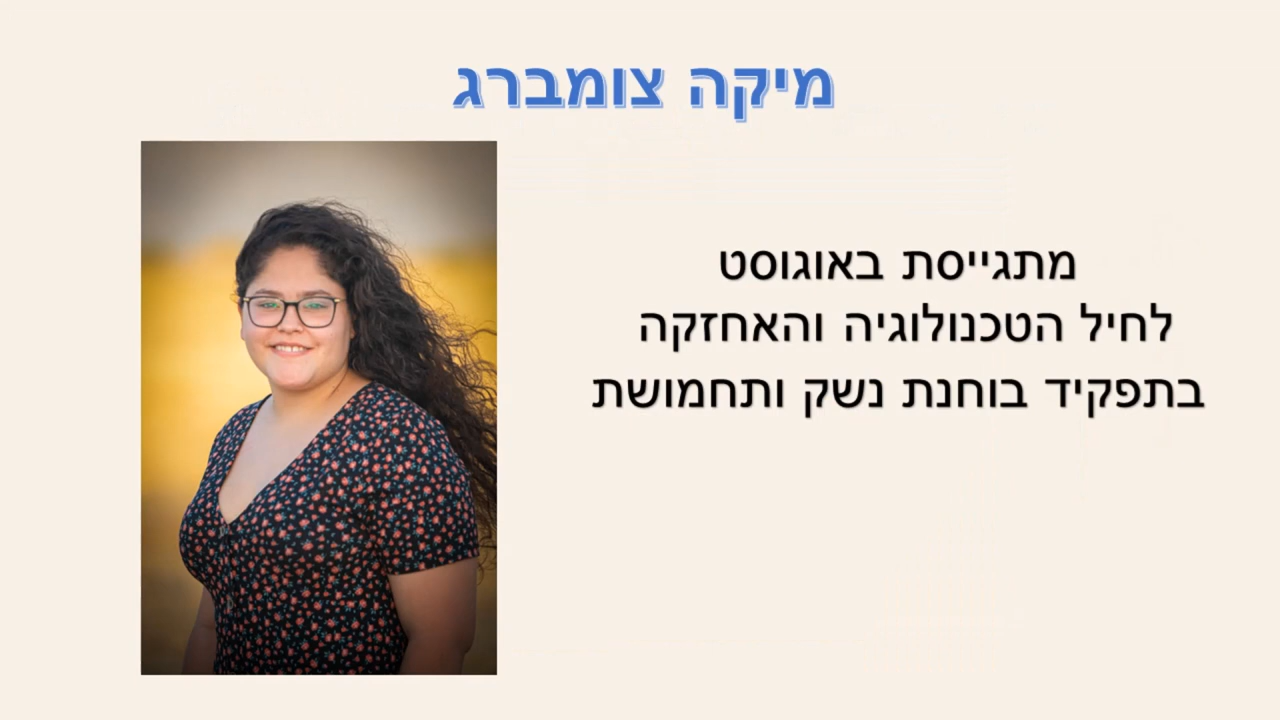 מיקה צומברג
מתגייסת באוגוסט
לחיל הטכנולוגיה והאחזקה
בתפקיד בוחנת נשק ותחמושת